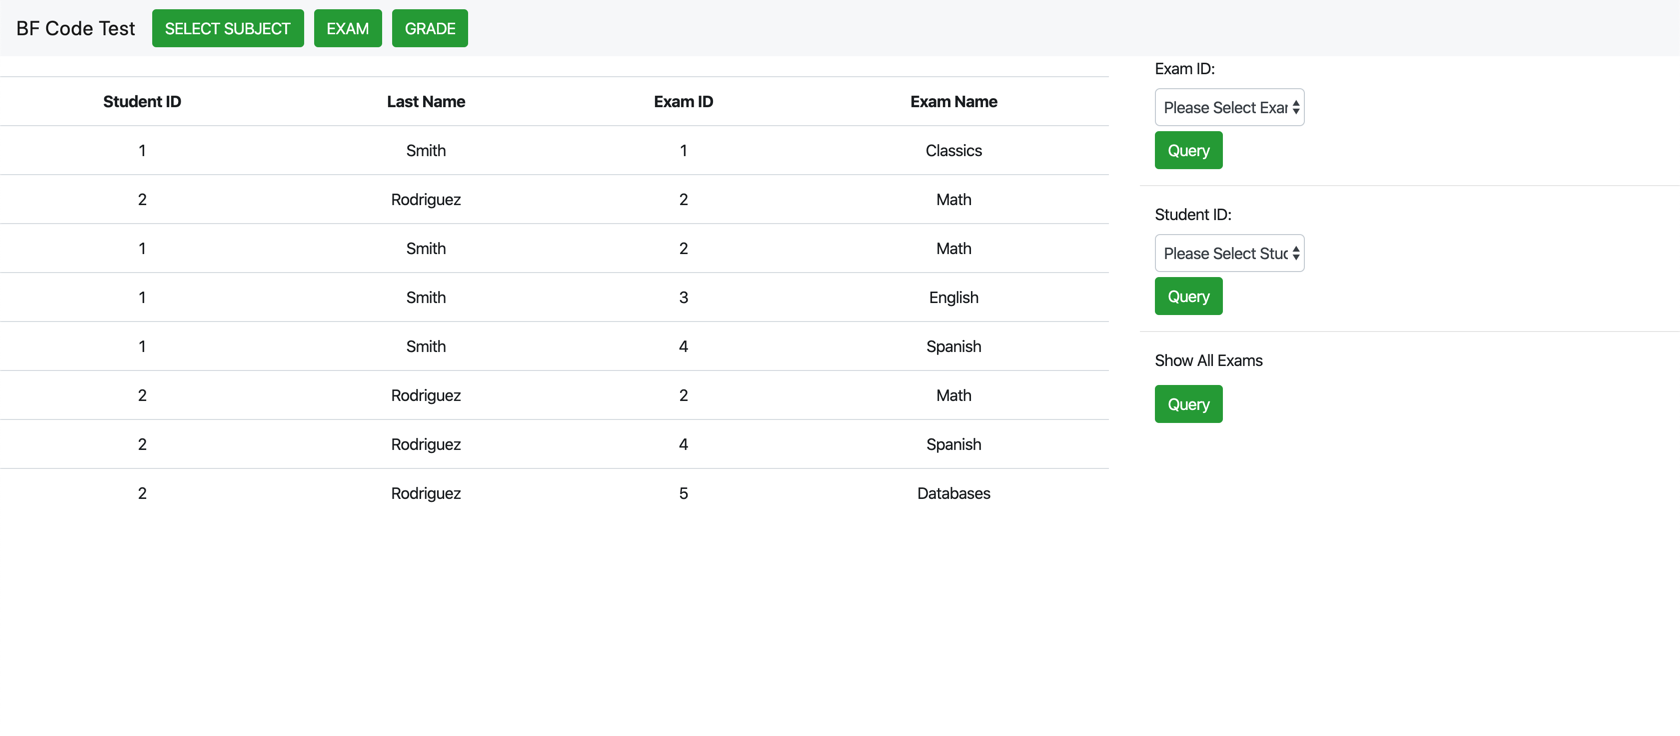 BF Code Test SELECT SUBJECT EXAM GRADE
Student ID Last Name Exam ID Exam Name
1 Smith 1 Classics
2 Rodriguez 2 Math
1 Smith 2 Math
1 Smith 3 English
1 Smith 4 Spanish
2 Rodriguez 2 Math
2 Rodriguez 4 Spanish
2 Rodriguez 5 Databases
Exam ID:
Please Select Exar
Query
Student ID:
Please Select Stuc
Query
Show All Exams
Query